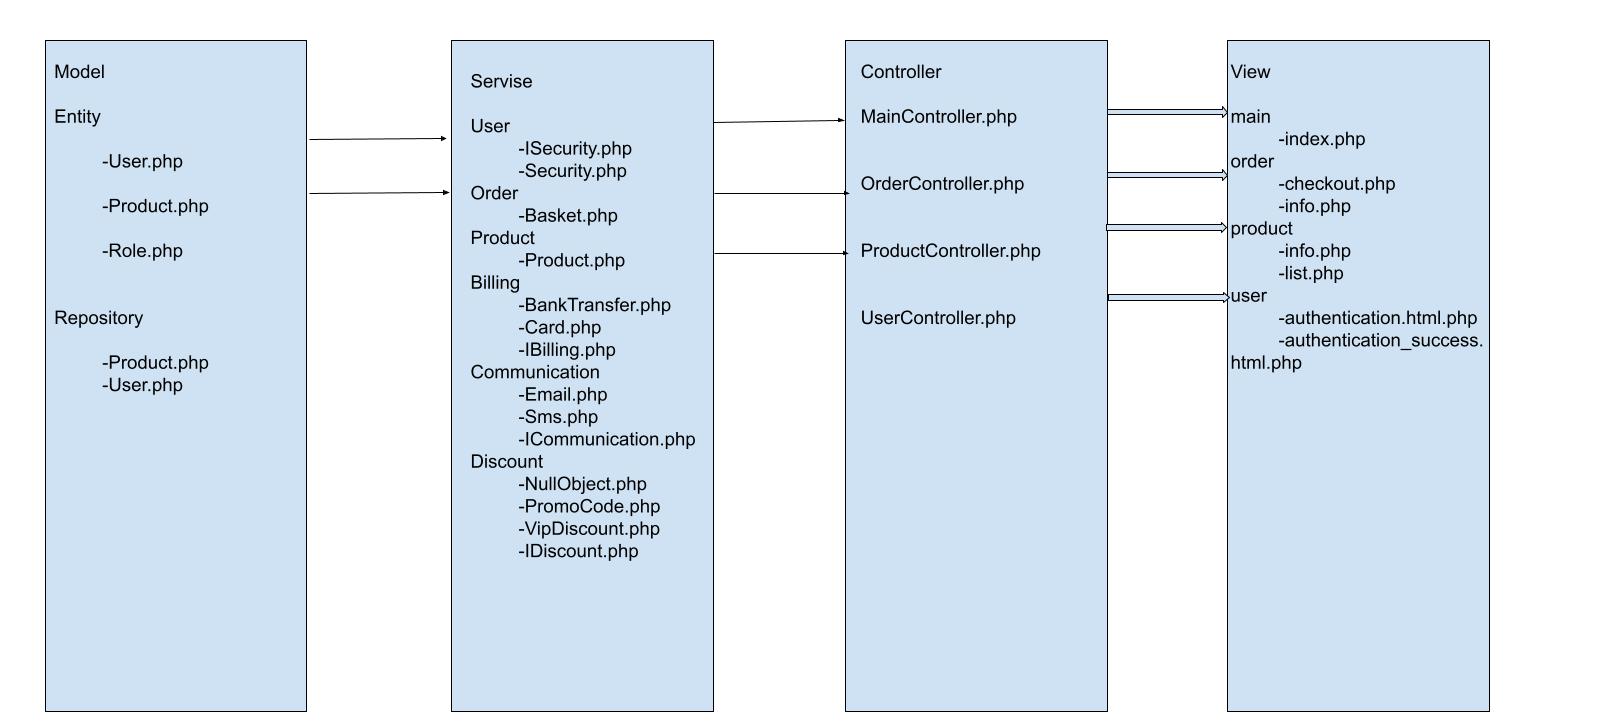 Model
Entity
-User.php
-Product.php
-Role.php
Repository
-Product.php
-User.php
Servise
User
-ISecurity.php
-Security.php
Order
-Basket.php
Product
-Product.php
Billing
-BankTransfer.php
-Card.php
-IBilling.php
Communication
-Email.php
-Sms.php
-ICommunication.php
Discount
-NullObject.php
-PromoCode.php
-VipDiscount.php
-IDiscount.php
Controller
MainController.php
OrderController.php
ProductController.php
UserController.php
View
main
-index.php
order
-checkout.php
-info.php
product
-info.php
-list.php
user
-authentication.html.php
-authentication_success.
html.php